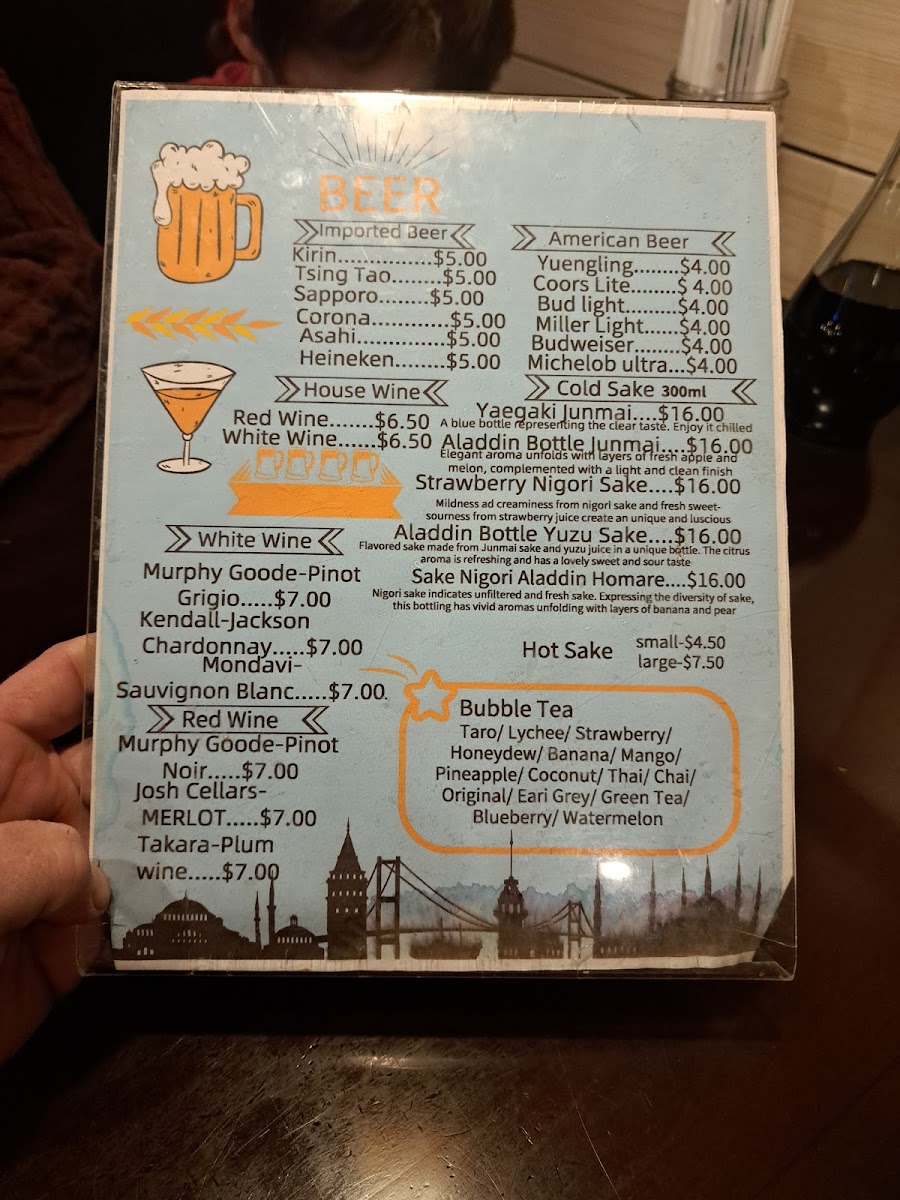 BEER
Imported Beer
Kirin...............$5.00
Tsing Tao........$5.00
Sapporo........$5.00
Corona............$5.00
Asahi..............$5.00
Heineken........$5.00
American Beer
Yuengling........$4.00
Coors Lite........$ 4.00
Bud light.........$4.00
Miller Light......$4.00
Budweiser........$4.00
Michelob ultra...$4.00
House Wine
Red Wine.......$6.50
White Wine......$6.50
Cold Sake 300ml
Yaegaki Junmai....$16.00
A blue bottle representing the clear taste. Enjoy it chilled
Aladdin Bottle Junmai....$16.00
Elegant aroma unfolds with layers of fresh apple and
melon, complemented with a light and clean finish
Strawberry Nigori Sake....$16.00
Mildness ad creaminess from nigori sake and fresh sweet-
sourness from strawberry juice create an unique and luscious
Aladdin Bottle Yuzu Sake....$16.00
Flavored sake made from Junmai sake and yuzu juice in a unique bottle. The citrus
aroma is refreshing and has a lovely sweet and sour taste
Sake Nigori Aladdin Homare....$16.00
Nigori sake indicates unfiltered and fresh sake. Expressing the diversity of sake,
this bottling has vivid aromas unfolding with layers of banana and pear
White Wine
Murphy Goode-Pinot
Grigio.....$7.00
Kendall-Jackson
Chardonnay.....$7.00
Mondavi-
Sauvignon Blanc.....$7.00.
Red Wine
Murphy Goode-Pinot
Noir.....$7.00
Josh Cellars-
MERLOT.....$7.00
Takara-Plum
wine.....$7.00
Hot Sake
small-$4.50
large-$7.50
Bubble Tea
Taro/ Lychee/ Strawberry/
Honeydew/ Banana/ Mango/
Pineapple/ Coconut/ Thai/ Chai/
Original/ Eari Grey/ Green Tea/
Blueberry/ Watermelon